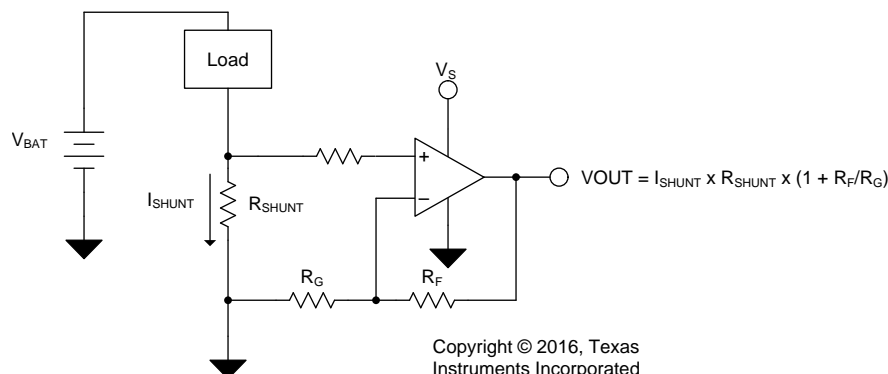 Load
V_S
V_BAT
+
−
VOUT = I_SHUNT x R_SHUNT x (1 + R_F/R_G)
I_SHUNT
R_SHUNT
R_G
R_F
Copyright © 2016, Texas
Instruments Incorporated